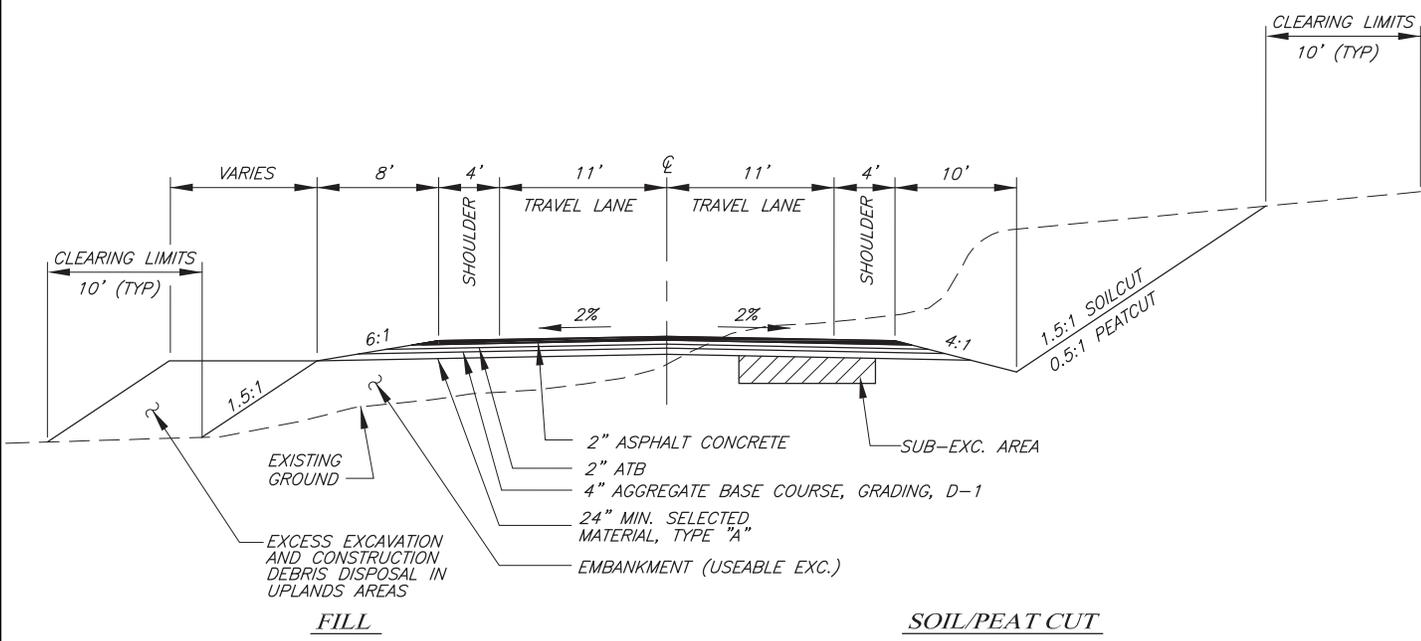 CLEARING LIMITS
10' (TYP)
VARIES
8'
4'
11'
℄
11'
4'
10'
SHOULDER
TRAVEL LANE
TRAVEL LANE
SHOULDER
CLEARING LIMITS
10' (TYP)
2%
2%
6:1
4:1
1.5:1 SOILCUT
0.5:1 PEATCUT
1.5:1
2" ASPHALT CONCRETE
SUB-EXC. AREA
EXISTING
GROUND
2" ATB
4" AGGREGATE BASE COURSE, GRADING, D-1
24" MIN. SELECTED
MATERIAL, TYPE "A"
EXCESS EXCAVATION
AND CONSTRUCTION
DEBRIS DISPOSAL IN
UPLANDS AREAS
EMBANKMENT (USEABLE EXC.)
FILL
SOIL/PEAT CUT